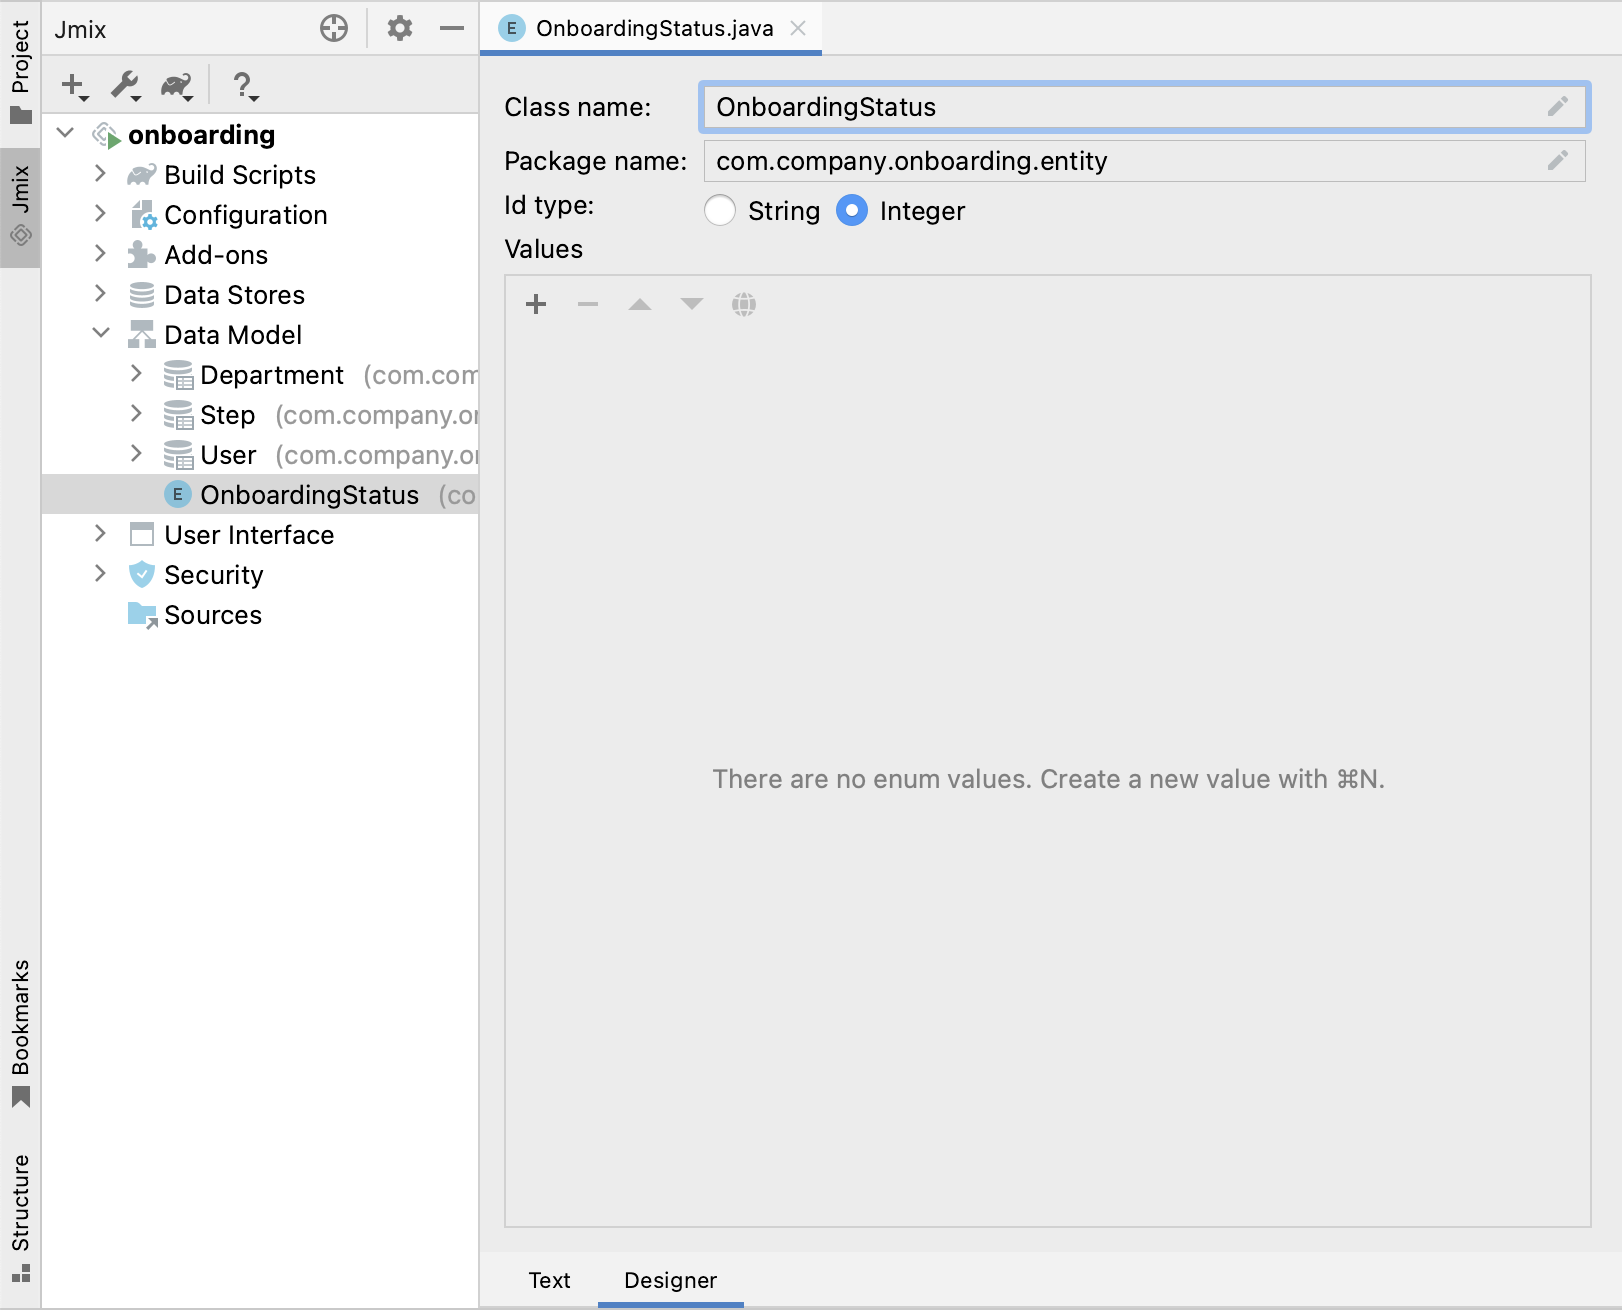 Project
Jmix
Bookmarks
Structure
Jmix
?
onboarding
Build Scripts
Configuration
Add-ons
Data Stores
Data Model
Department (com.com
Step (com.company.or
User (com.company.or
E OnboardingStatus (co
User Interface
Security
Sources
E OnboardingStatus.java
Class name: OnboardingStatus
Package name: com.company.onboarding.entity
Id type: String Integer
Values
There are no enum values. Create a new value with ⌘N.
Text Designer